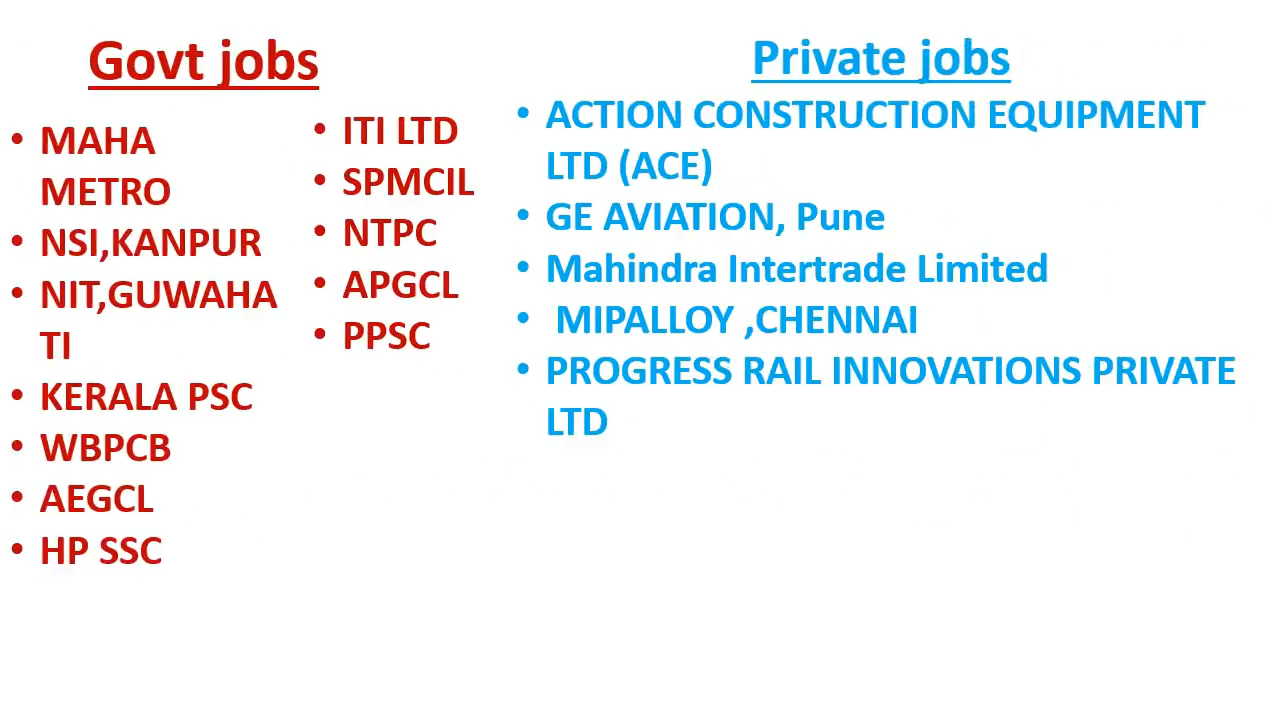 Govt jobs
• MAHA
METRO
• NSI,KANPUR
• NIT,GUWAHA
TI
• KERALA PSC
• WBPCB
• AEGCL
• HP SSC
• ITI LTD
• SPMCIL
• NTPC
• APGCL
• PPSC
Private jobs
• ACTION CONSTRUCTION EQUIPMENT
LTD (ACE)
• GE AVIATION, Pune
• Mahindra Intertrade Limited
• MIPALLOY ,CHENNAI
• PROGRESS RAIL INNOVATIONS PRIVATE
LTD